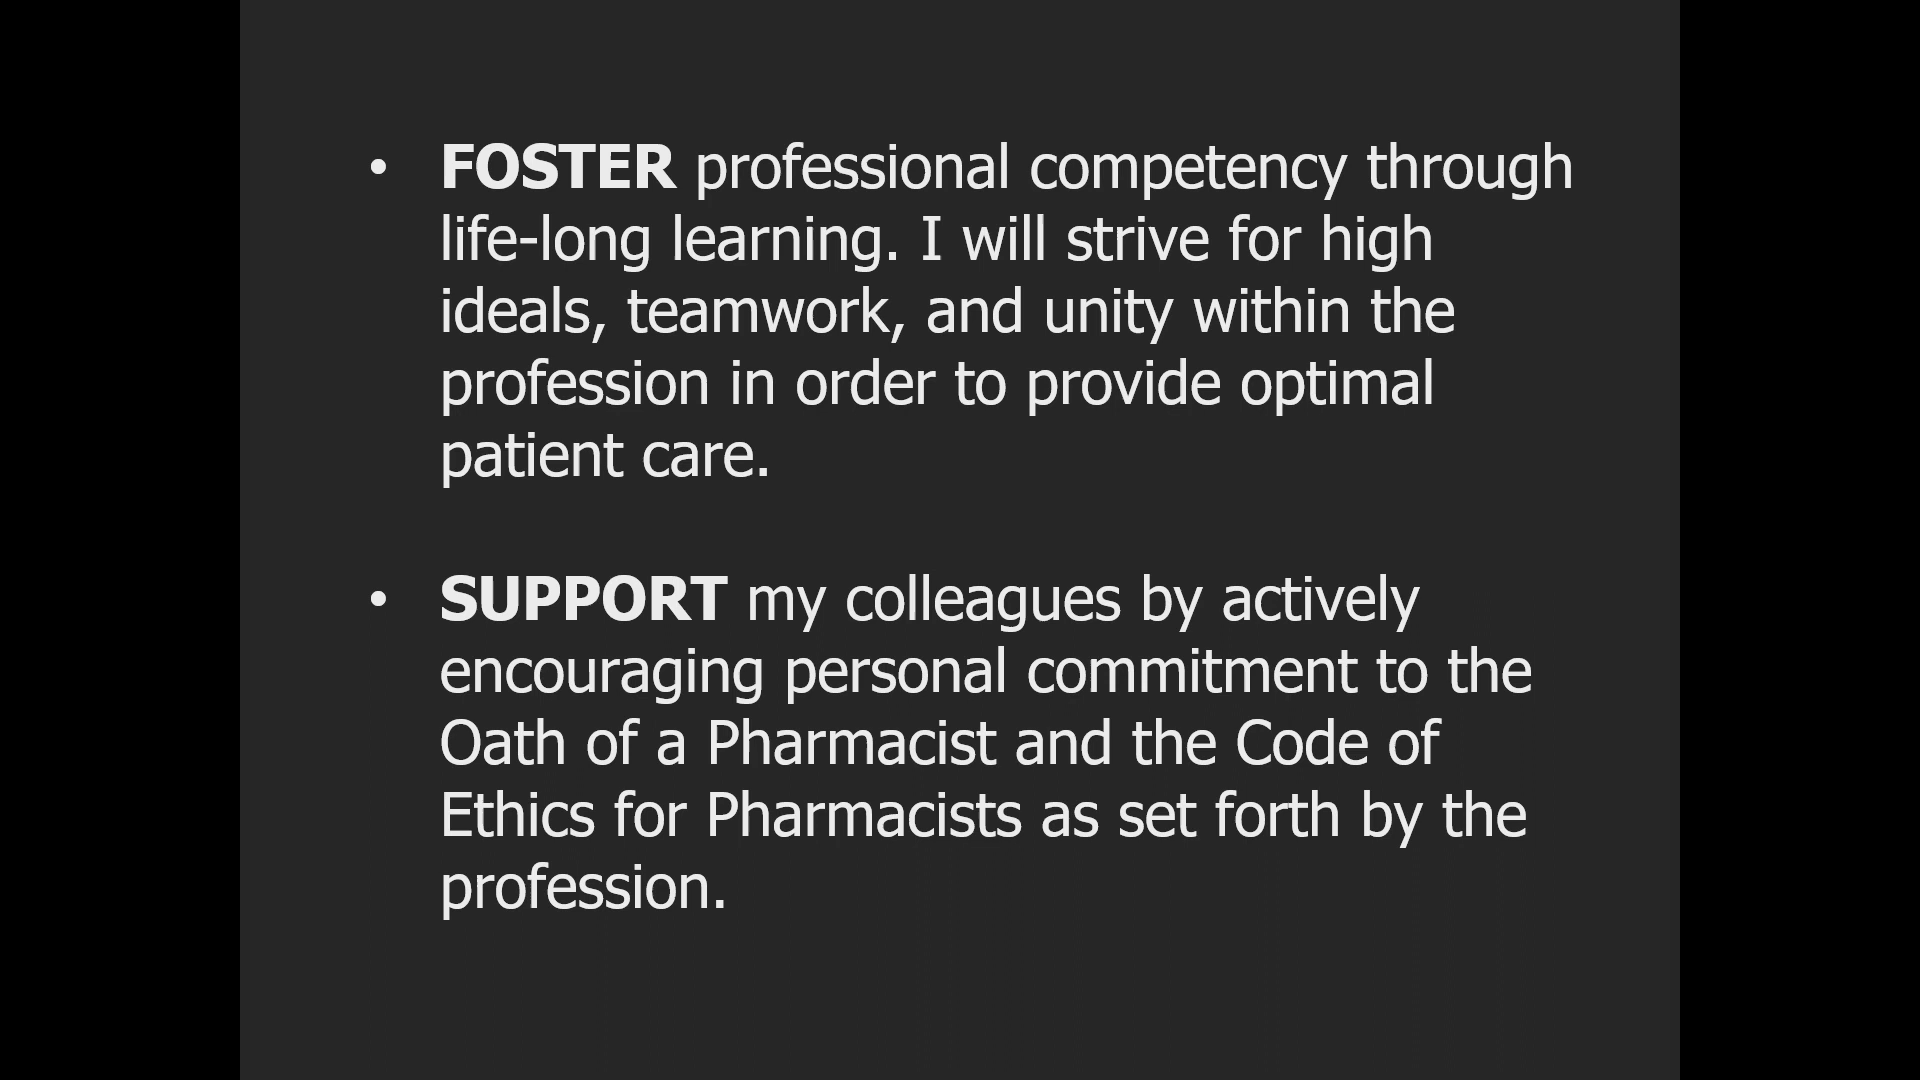 • FOSTER professional competency through
life-long learning. I will strive for high
ideals, teamwork, and unity within the
profession in order to provide optimal
patient care.
• SUPPORT my colleagues by actively
encouraging personal commitment to the
Oath of a Pharmacist and the Code of
Ethics for Pharmacists as set forth by the
profession.